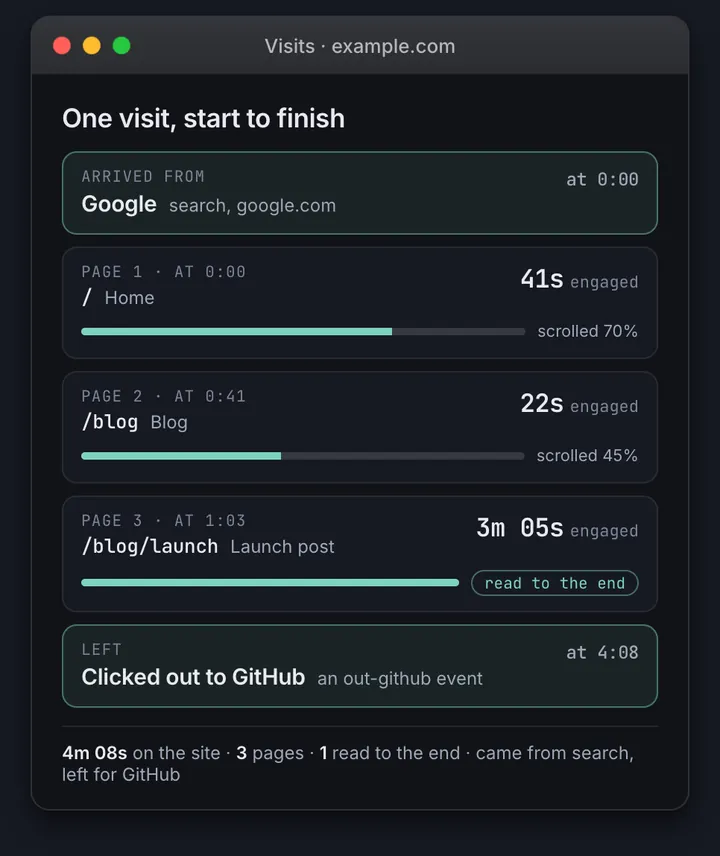 Visits · example.com
One visit, start to finish
ARRIVED FROM
at 0:00
Google search, google.com
PAGE 1 · AT 0:00
41s engaged
/ Home
scrolled 70%
PAGE 2 · AT 0:41
22s engaged
/blog Blog
scrolled 45%
PAGE 3 · AT 1:03
3m 05s engaged
/blog/launch Launch post
read to the end
LEFT
at 4:08
Clicked out to GitHub an out-github event
4m 08s on the site · 3 pages · 1 read to the end · came from search,
left for GitHub